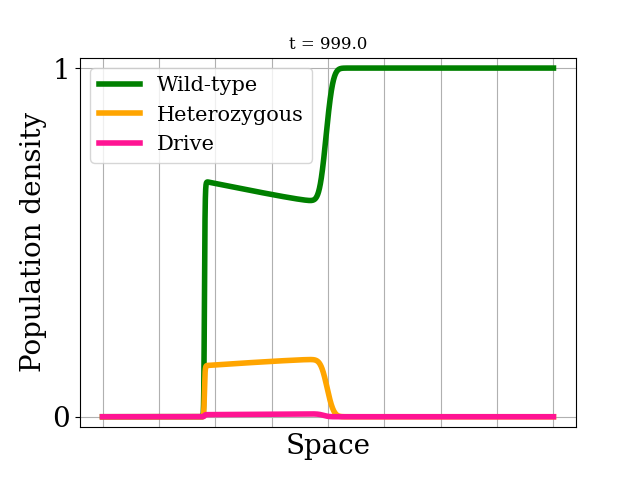 t = 999.0
1
Wild-type
Heterozygous
Drive
Population density
0
Space